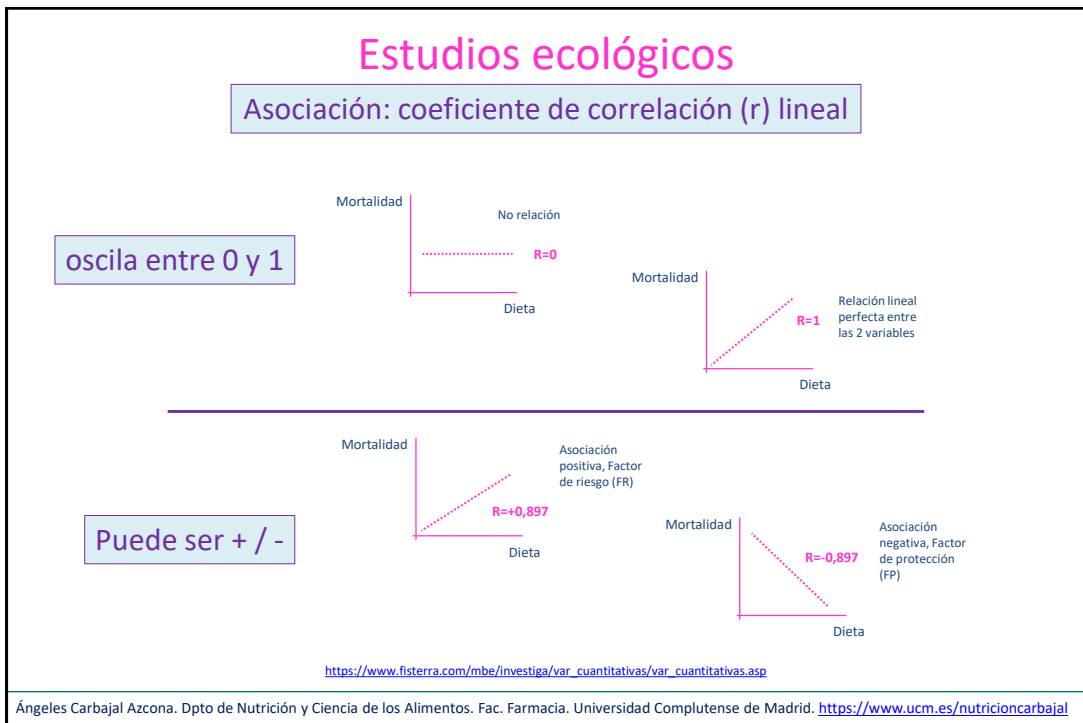 Estudios ecológicos
Asociación: coeficiente de correlación (r) lineal
Mortalidad
No relación
R=0
Dieta
oscila entre 0 y 1
Mortalidad
R=1
Relación lineal
perfecta entre
las 2 variables
Dieta
Mortalidad
Asociación
positiva, Factor
de riesgo (FR)
R=+0,897
Dieta
Puede ser + / -
Mortalidad
R=-0,897
Asociación
negativa, Factor
de protección
(FP)
Dieta
https://www.fisterra.com/mbe/investiga/var_cuantitativas/var_cuantitativas.asp
Ángeles Carbajal Azcona. Dpto de Nutrición y Ciencia de los Alimentos. Fac. Farmacia. Universidad Complutense de Madrid. https://www.ucm.es/nutricioncarbajal